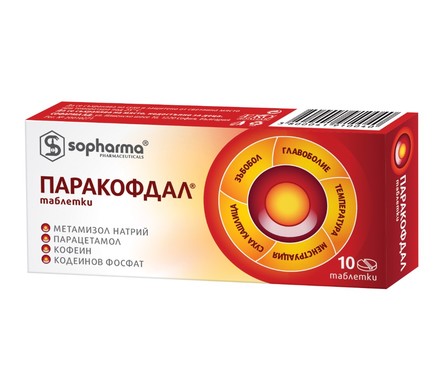 sopharma®
PHARMACEUTICALS
ПАРАКОФДАЛ®
таблетки
МЕТАМИЗОЛ НАТРИЙ
ПАРАЦЕТАМОЛ
КОФЕИН
КОДЕИНОВ ФОСФАТ
ЗЪБОБОЛ
ГЛАВОБОЛИЕ
ТЕМПЕРАТУРА
МЕНСТРУАЦИЯ
СУХА КАШЛИЦА
10
таблетки
ПАРАКОФДАЛ®
таблетки